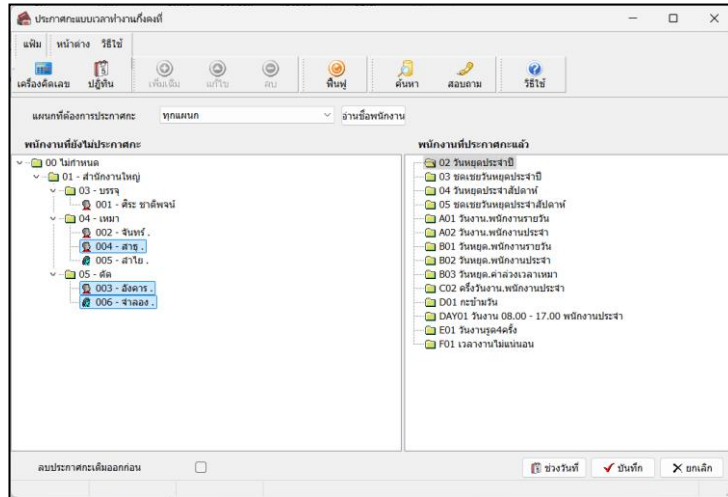 ประกาศกะแบบเวลาทำงานกึ่งคงที่
แฟ้ม หน้าต่าง วิธีใช้
เครื่องคิดเลข ปฏิทิน เพิ่มเติม แก้ไข ลบ ฟื้นฟู ค้นหา สอบถาม วิธีใช้
แผนกที่ต้องการประกาศกะ ทุกแผนก อ่านชื่อพนักงาน
พนักงานที่ยังไม่ประกาศกะ
00 ไม่กำหนด
01 - สำนักงานใหญ่
03 - บรรจุ
001 - ศิระ ชาติพจน์
04 - เหมา
002 - จันทร์ .
004 - สาธุ .
005 - สำไย .
05 - ตัด
003 - อังคาร .
006 - จำลอง .
พนักงานที่ประกาศกะแล้ว
02 วันหยุดประจำปี
03 ชดเชยวันหยุดประจำปี
04 วันหยุดประจำสัปดาห์
05 ชดเชยวันหยุดประจำสัปดาห์
A01 วันงาน.พนักงานรายวัน
A02 วันงาน.พนักงานประจำ
B01 วันหยุด.พนักงานรายวัน
B02 วันหยุด.พนักงานประจำ
B03 วันหยุด.ค่าล่วงเวลาเหมา
C02 ครึ่งวันงาน.พนักงานประจำ
D01 กะข้ามวัน
DAY01 วันงาน 08.00 - 17.00 พนักงานประจำ
E01 วันงานรูด4ครั้ง
F01 เวลางานไม่แน่นอน
ลบประกาศกะเดิมออกก่อน ช่วงวันที่ บันทึก ยกเลิก